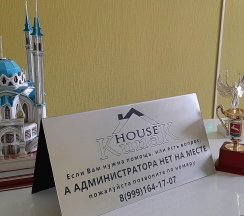 HOUSE
KazanX
Если Вам нужна помощь, или есть вопрос,
А АДМИНИСТРАТОРА НЕТ НА МЕСТЕ
пожалуйста позвоните по номеру
8(999)164-17-07